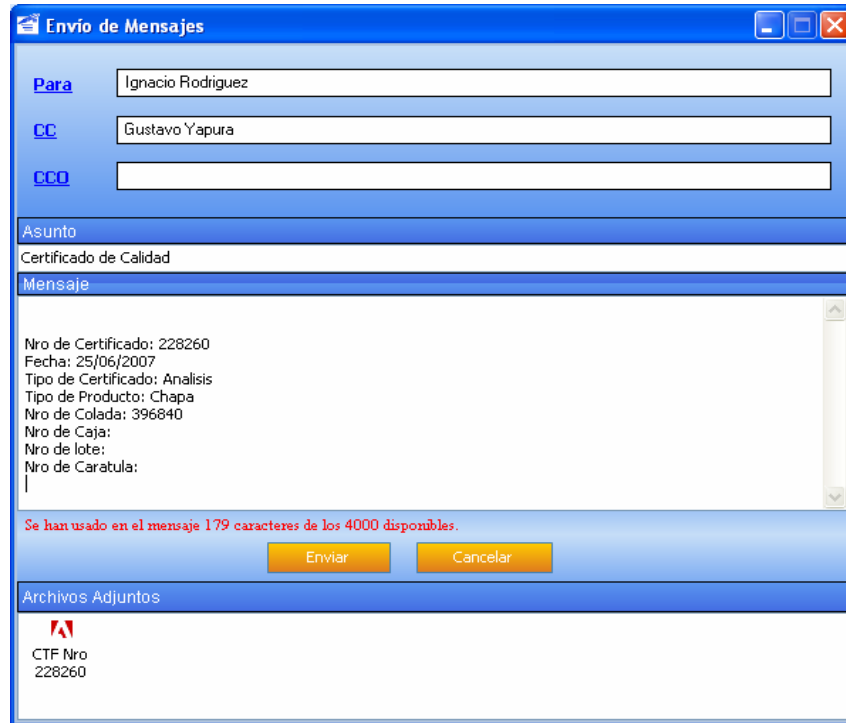 Envío de Mensajes
Para
Ignacio Rodriguez
CC
Gustavo Yapura
CCO
Asunto
Certificado de Calidad
Mensaje
Nro de Certificado: 228260
Fecha: 25/06/2007
Tipo de Certificado: Analisis
Tipo de Producto: Chapa
Nro de Colada: 396840
Nro de Caja:
Nro de lote:
Nro de Caratula:
Se han usado en el mensaje 179 caracteres de los 4000 disponibles.
Enviar
Cancelar
Archivos Adjuntos
CTF Nro
228260